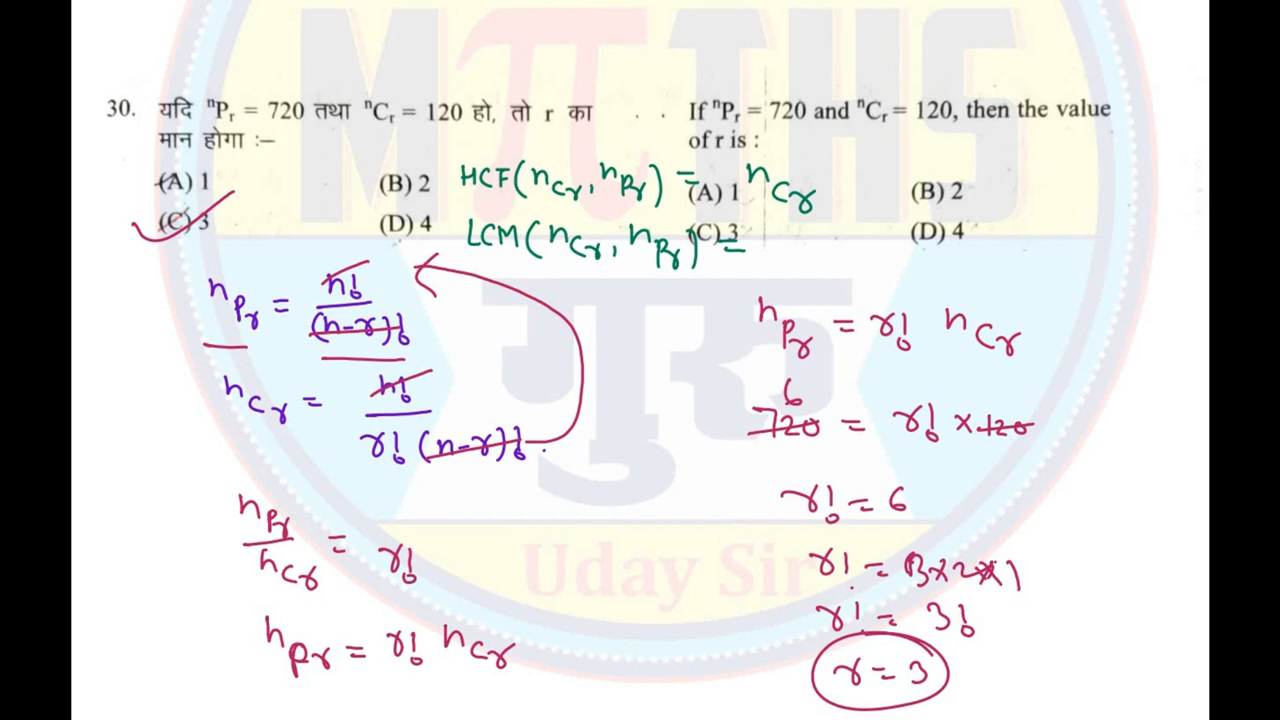 MπTHS
30. यदि ⁿPᵣ = 720 तथा ⁿCᵣ = 120 हो, तो r का
मान होगा :–
(A) 1 (B) 2
(C) 3 (D) 4
If ⁿPᵣ = 720 and ⁿCᵣ = 120, then the value
of r is :
(A) 1 (B) 2
(C) 3 (D) 4
HCF(ⁿCᵣ, ⁿPᵣ) = ⁿCᵣ
LCM(ⁿCᵣ, ⁿPᵣ) =
ⁿPᵣ = n!/(n-r)!
ⁿCᵣ = n!/r!(n-r)!
ⁿPᵣ/ⁿCᵣ = r!
ⁿPᵣ = r! ⁿCᵣ
ⁿPᵣ = r! ⁿCᵣ
6
720 = r! × 120
r! = 6
r! = 3×2×1
r! = 3!
r = 3
गुरु
Uday Sir